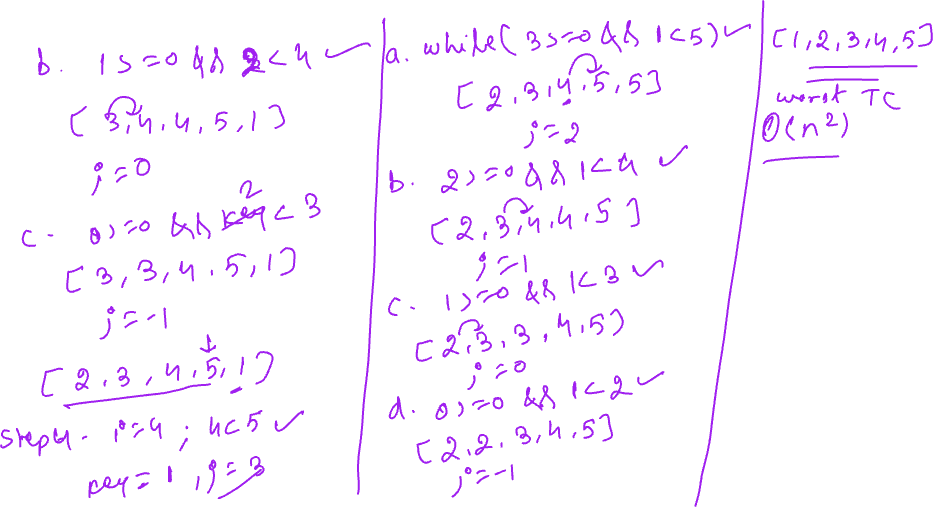 b. 1>=0 && 2<4 ✓
[3,4,4,5,1]
j=0
c. 0>=0 && key 2<3
[3,3,4,5,1]
j=-1
[2,3,4,5,1]
Step4- i=4; 4<5 ✓
key=1, j=3
a. while(3>=0 && 1<5) ✓
[2,3,4,5,5]
j=2
b. 2>=0 && 1<4 ✓
[2,3,4,4,5]
j=1
c. 1>=0 && 1<3 ✓
[2,3,3,4,5]
j=0
d. 0>=0 && 1<2 ✓
[2,2,3,4,5]
j=-1
[1,2,3,4,5]
worst TC
O(n²)